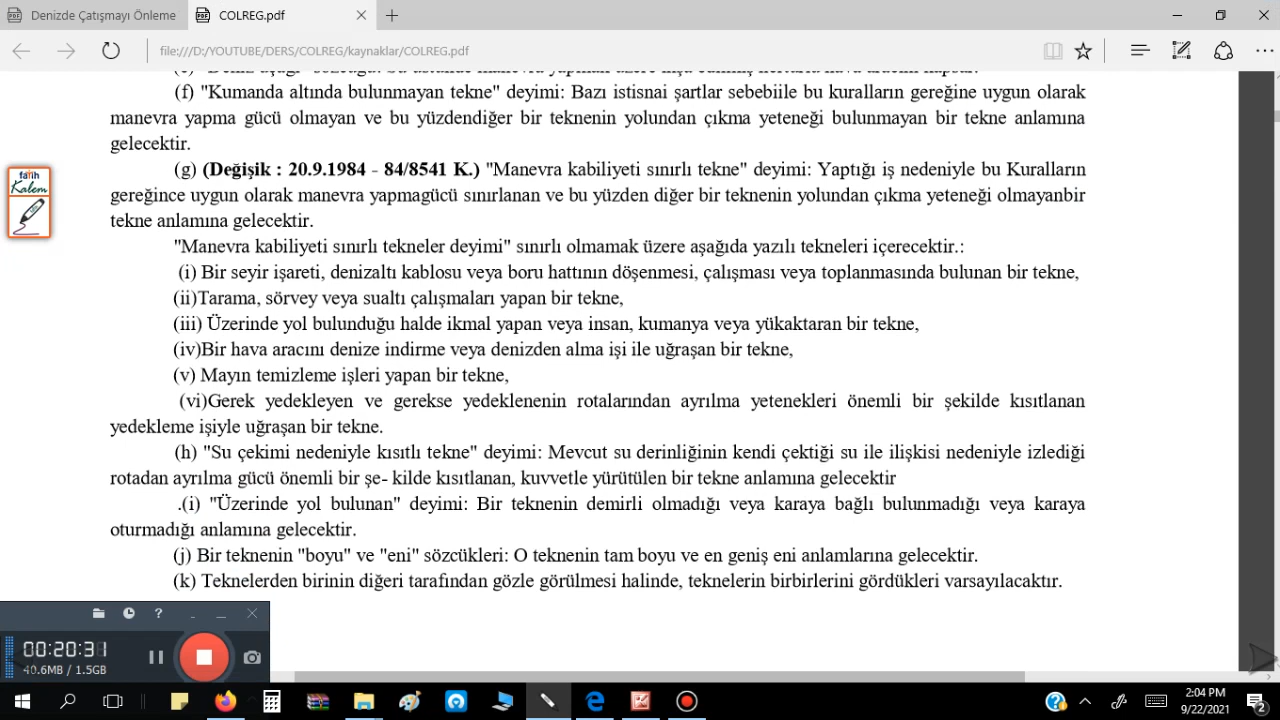 Denizde Çatışmayı Önleme
COLREG.pdf
file:///D:/YOUTUBE/DERS/COLREG/kaynaklar/COLREG.pdf
(f) "Kumanda altında bulunmayan tekne" deyimi: Bazı istisnai şartlar sebebiile bu kuralların gereğine uygun olarak
manevra yapma gücü olmayan ve bu yüzdendiğer bir teknenin yolundan çıkma yeteneği bulunmayan bir tekne anlamına
gelecektir.
(g) (Değişik : 20.9.1984 - 84/8541 K.) "Manevra kabiliyeti sınırlı tekne" deyimi: Yaptığı iş nedeniyle bu Kuralların
gereğince uygun olarak manevra yapmagücü sınırlanan ve bu yüzden diğer bir teknenin yolundan çıkma yeteneği olmayanbir
tekne anlamına gelecektir.
"Manevra kabiliyeti sınırlı tekneler deyimi" sınırlı olmamak üzere aşağıda yazılı tekneleri içerecektir.:
(i) Bir seyir işareti, denizaltı kablosu veya boru hattının döşenmesi, çalışması veya toplanmasında bulunan bir tekne,
(ii)Tarama, sörvey veya sualtı çalışmaları yapan bir tekne,
(iii) Üzerinde yol bulunduğu halde ikmal yapan veya insan, kumanya veya yükaktaran bir tekne,
(iv)Bir hava aracını denize indirme veya denizden alma işi ile uğraşan bir tekne,
(v) Mayın temizleme işleri yapan bir tekne,
(vi)Gerek yedekleyen ve gerekse yedeklenenin rotalarından ayrılma yetenekleri önemli bir şekilde kısıtlanan
yedekleme işiyle uğraşan bir tekne.
(h) "Su çekimi nedeniyle kısıtlı tekne" deyimi: Mevcut su derinliğinin kendi çektiği su ile ilişkisi nedeniyle izlediği
rotadan ayrılma gücü önemli bir şe- kilde kısıtlanan, kuvvetle yürütülen bir tekne anlamına gelecektir
.(i) "Üzerinde yol bulunan" deyimi: Bir teknenin demirli olmadığı veya karaya bağlı bulunmadığı veya karaya
oturmadığı anlamına gelecektir.
(j) Bir teknenin "boyu" ve "eni" sözcükleri: O teknenin tam boyu ve en geniş eni anlamlarına gelecektir.
(k) Teknelerden birinin diğeri tarafından gözle görülmesi halinde, teknelerin birbirlerini gördükleri varsayılacaktır.
fatih
Kalem
00:20:31
40.6MB / 1.5GB
2:04 PM
9/22/2021
2